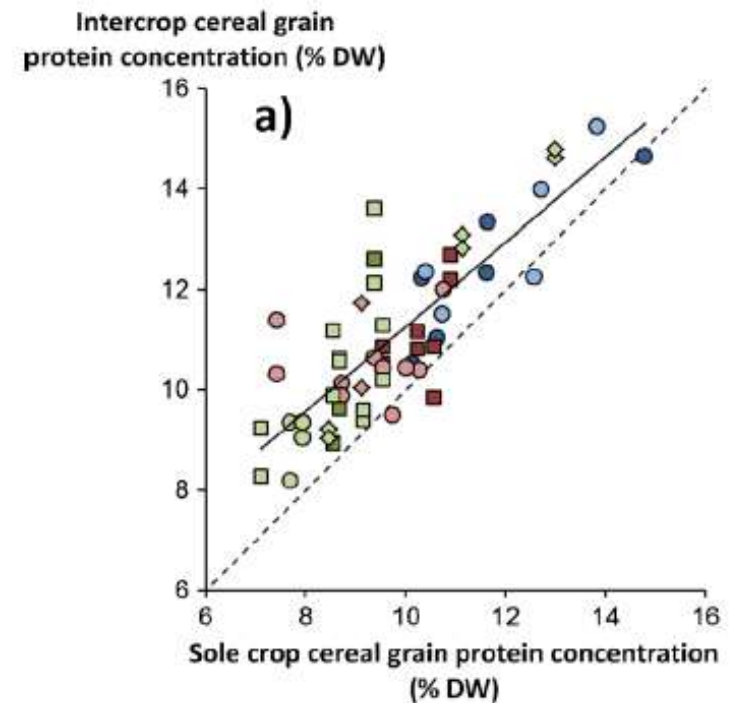 Intercrop cereal grain
protein concentration (% DW)
a)
16
14
12
10
8
6
6 8 10 12 14 16
Sole crop cereal grain protein concentration
(% DW)